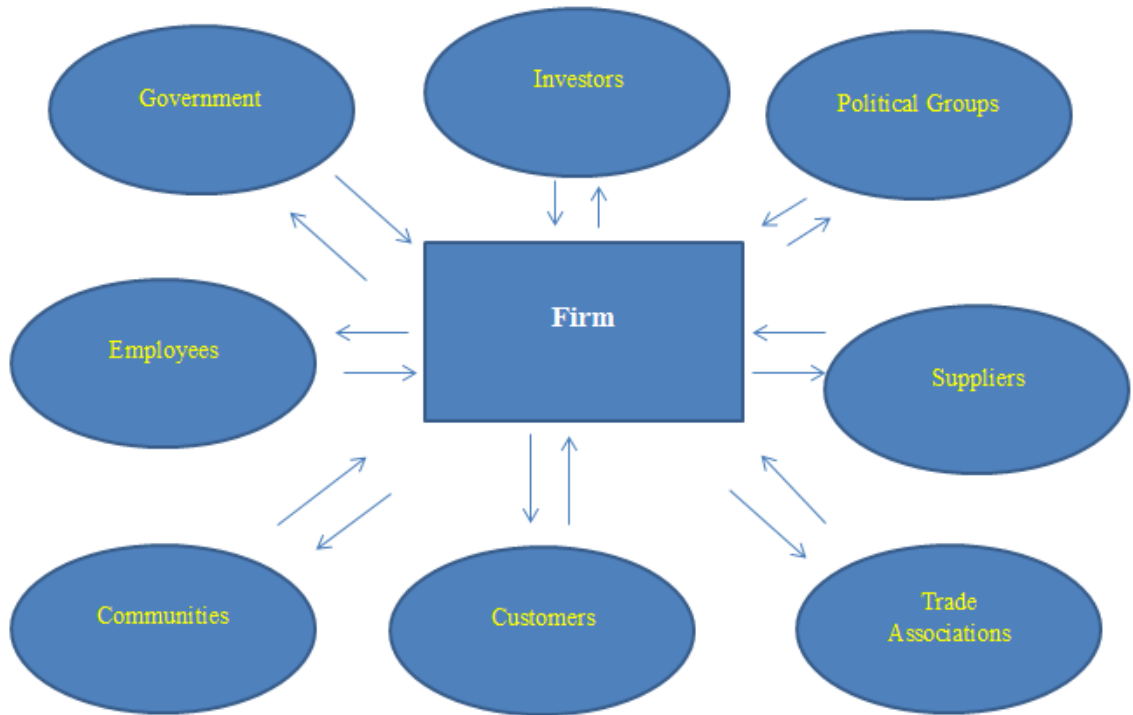 Government
Investors
Political Groups
Firm
Employees
Suppliers
Communities
Customers
Trade
Associations